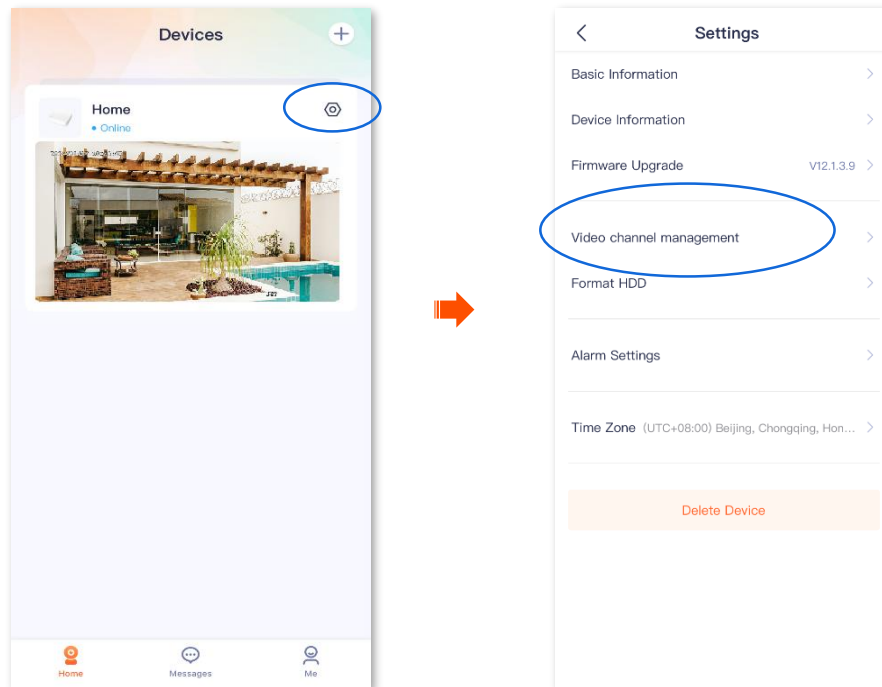 Devices
Home
• Online
Home
Messages
Me
Settings
Basic Information
Device Information
Firmware Upgrade V12.1.3.9
Video channel management
Format HDD
Alarm Settings
Time Zone (UTC+08:00) Beijing, Chongqing, Hon...
Delete Device